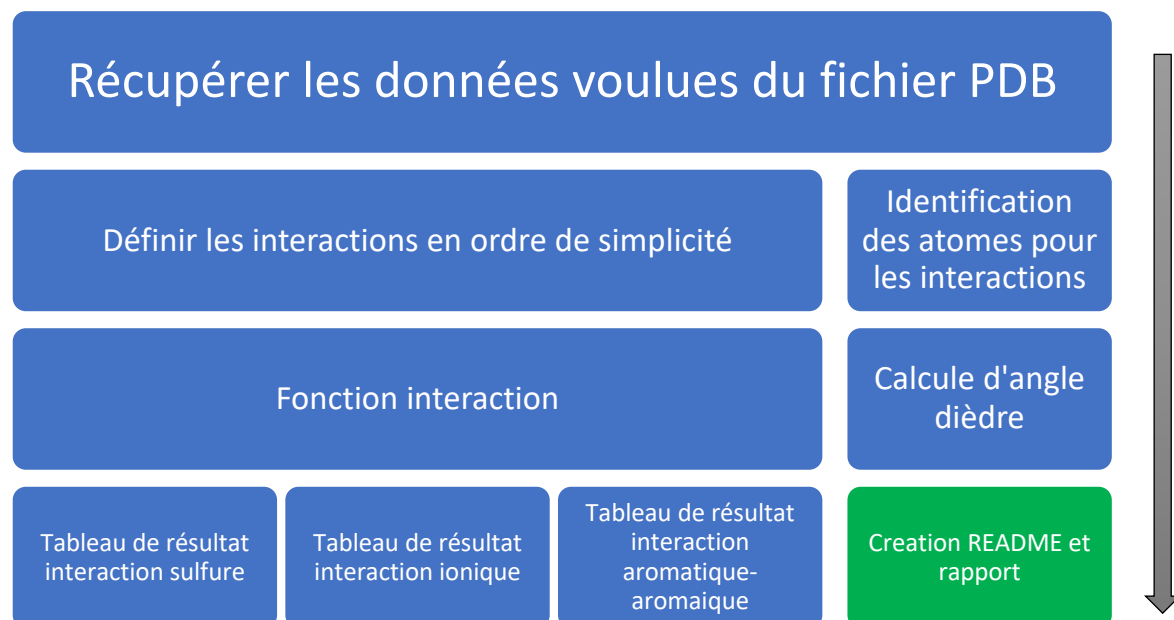 Récupérer les données voulues du fichier PDB
Définir les interactions en ordre de simplicité
Identification
des atomes pour
les interactions
Fonction interaction
Calcule d'angle
dièdre
Tableau de résultat
interaction sulfure
Tableau de résultat
interaction ionique
Tableau de résultat
interaction
aromatique-
aromaique
Creation README et
rapport